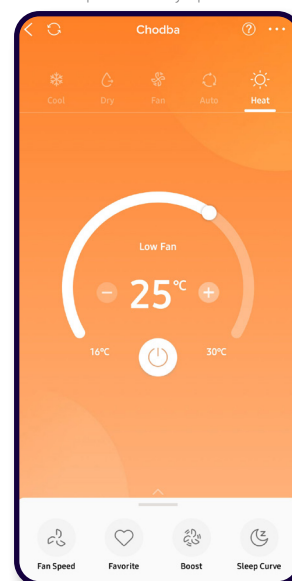 Chodba
Cool Dry Fan Auto Heat
Low Fan
25°C
16°C 30°C
Fan Speed Favorite Boost Sleep Curve